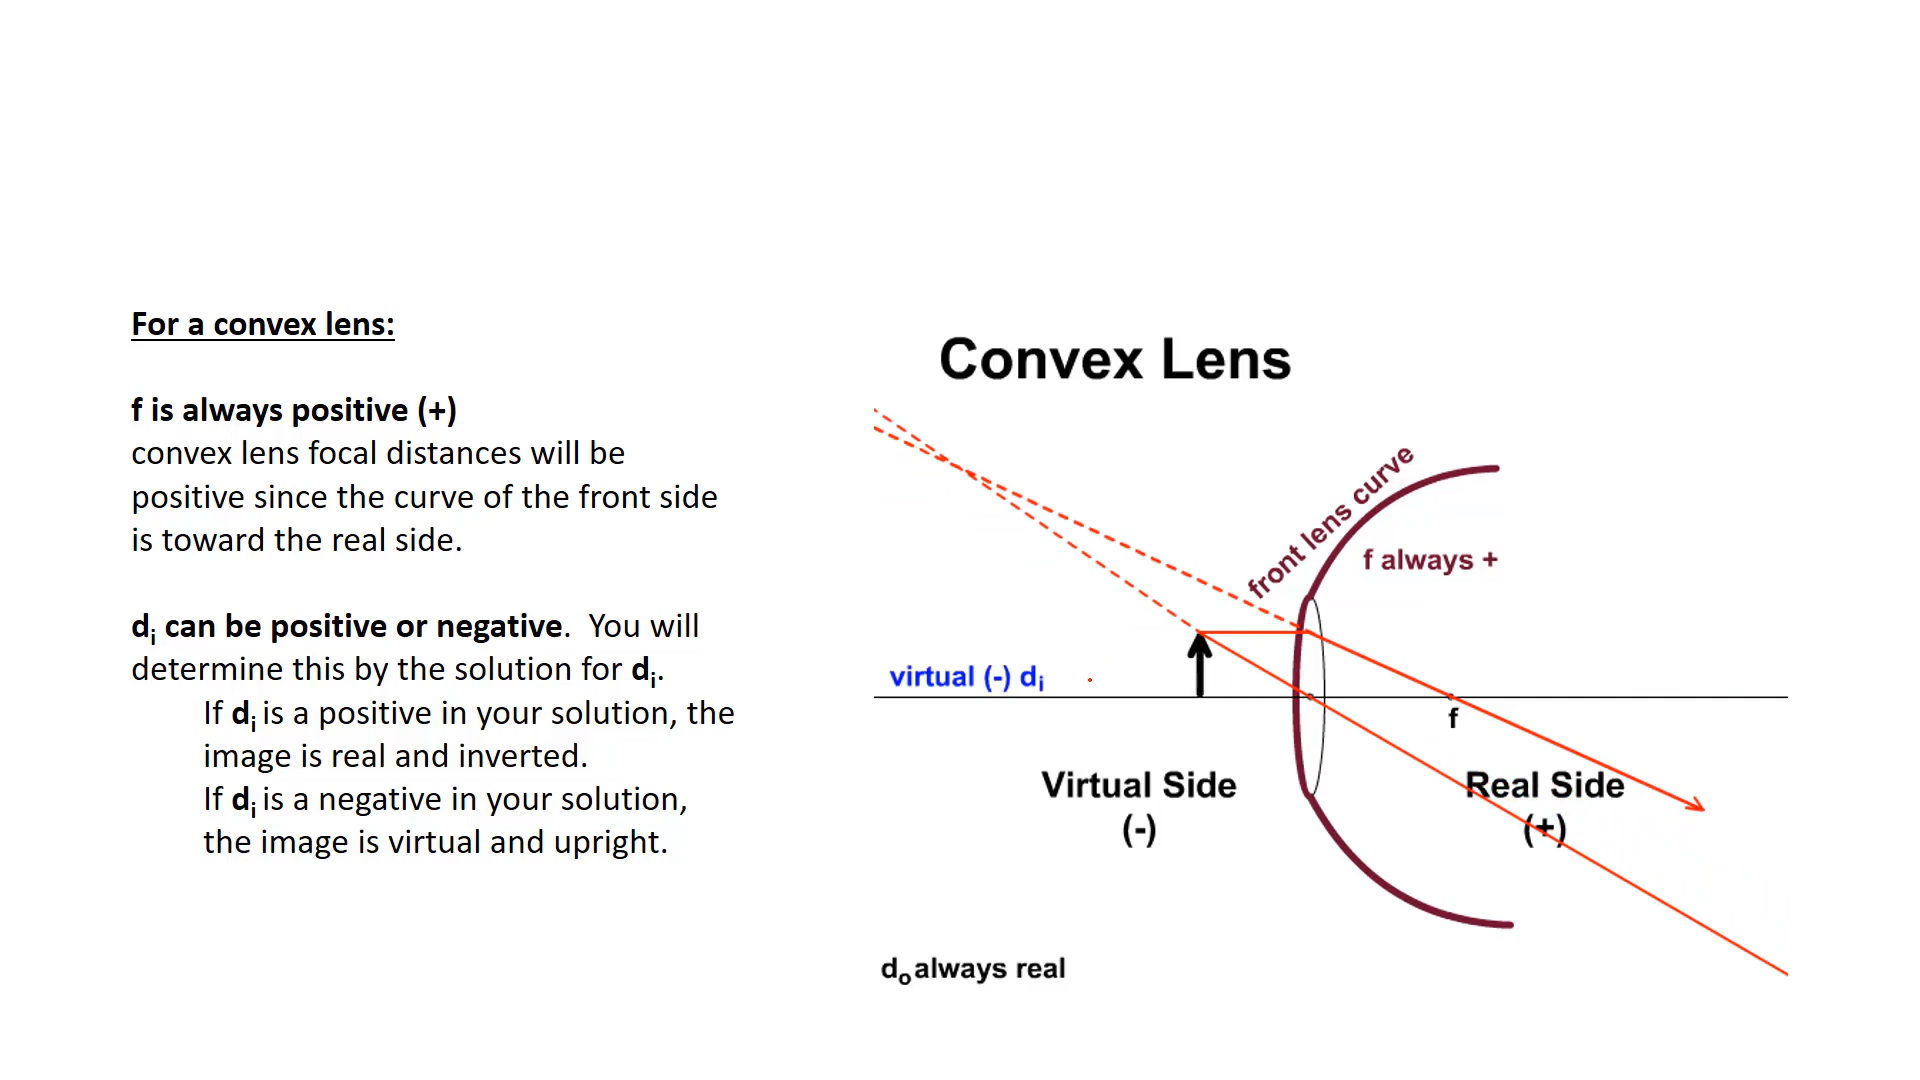 For a convex lens:
f is always positive (+)
convex lens focal distances will be
positive since the curve of the front side
is toward the real side.
di can be positive or negative.  You will
determine this by the solution for di.
If di is a positive in your solution, the
image is real and inverted.
If di is a negative in your solution,
the image is virtual and upright.
Convex Lens
front lens curve
f always +
virtual (-) di
f
Virtual Side
(-)
Real Side
(+)
do always real